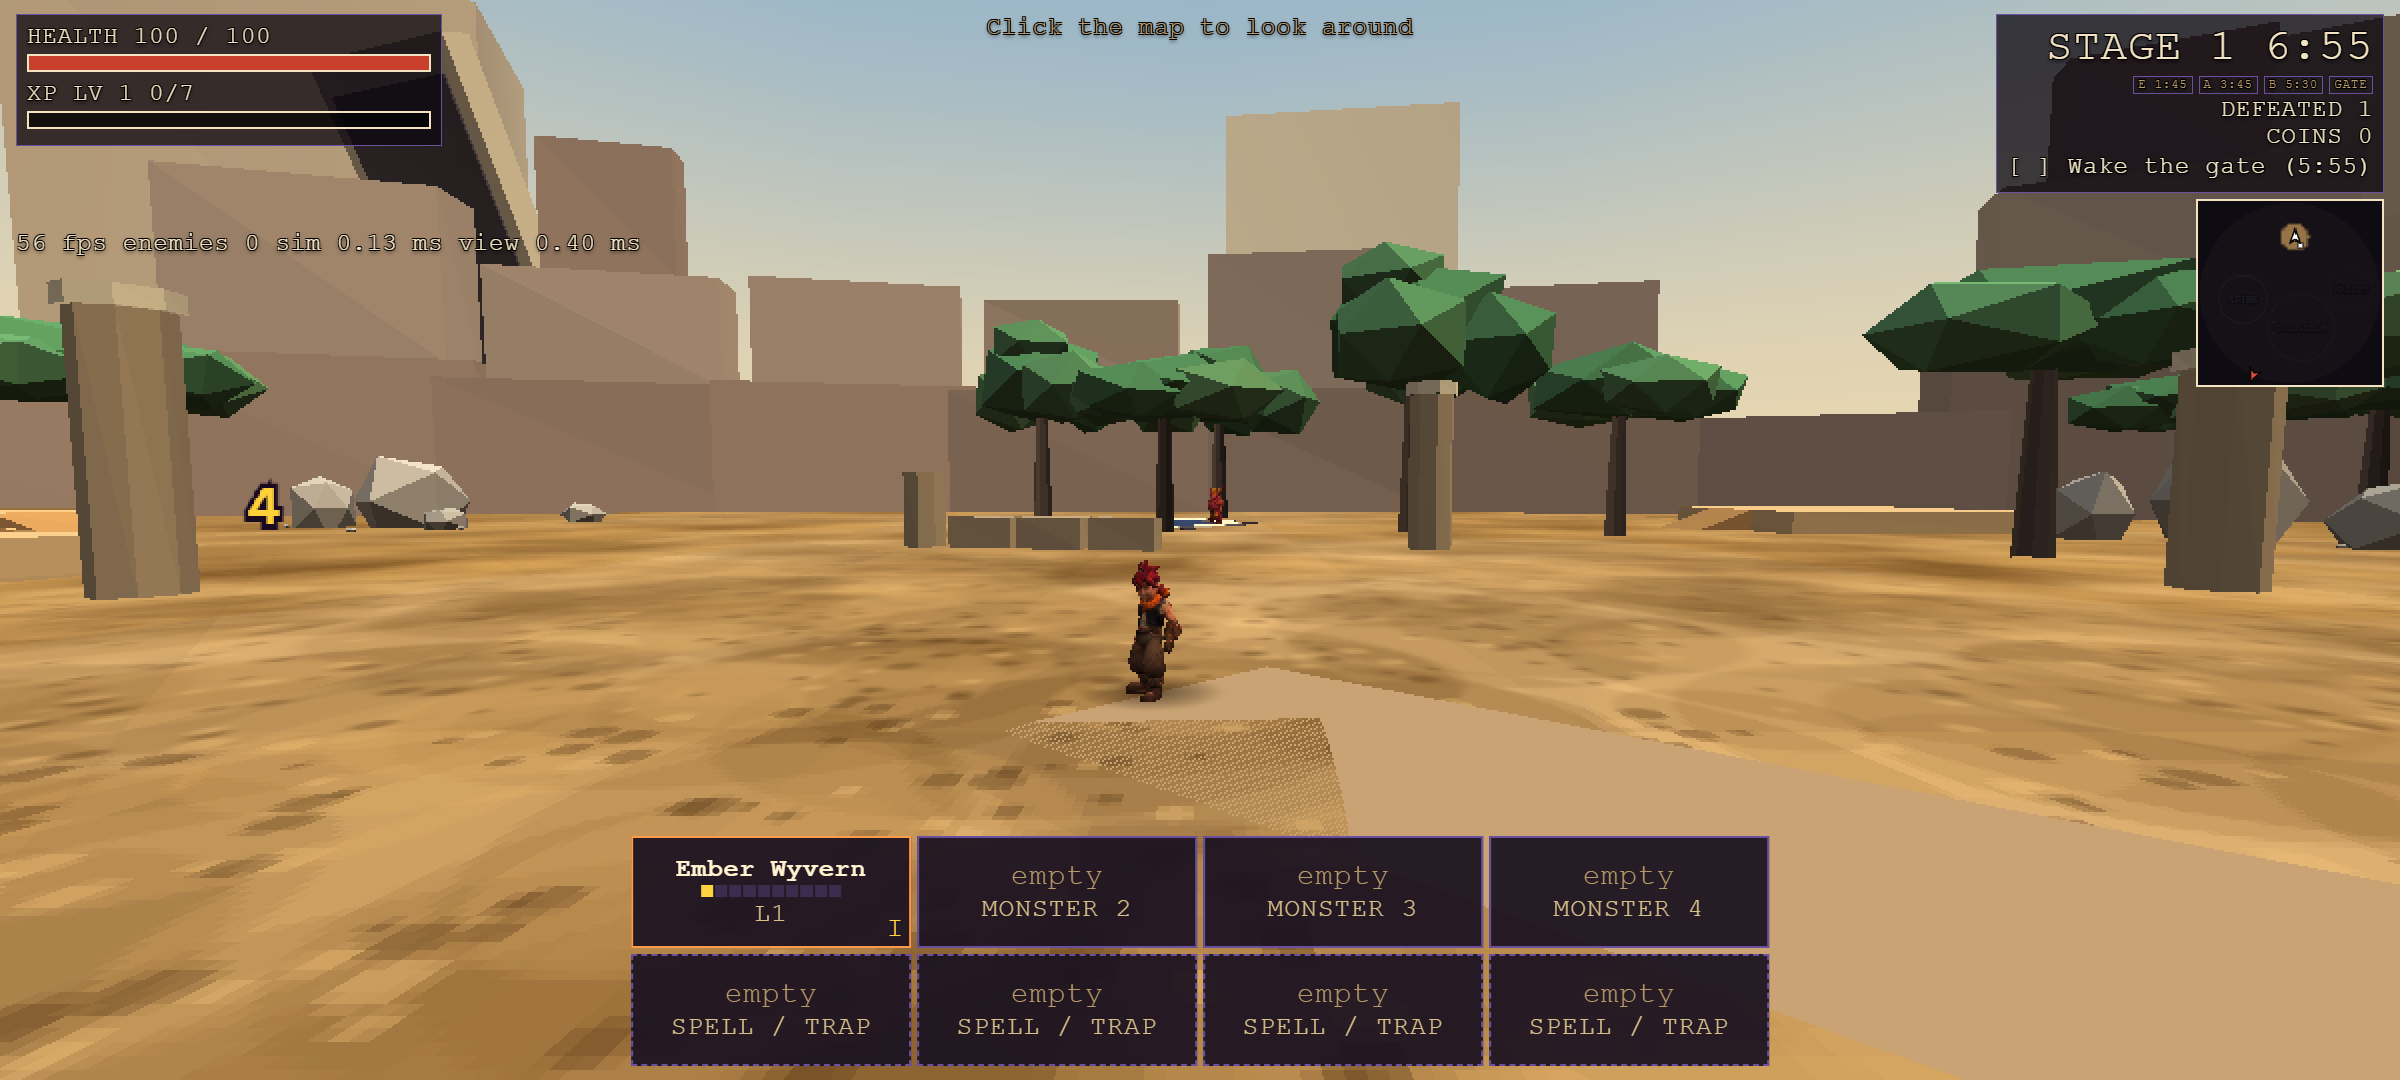 HEALTH 100 / 100
XP LV 1 0/7
Click the map to look around
STAGE 1 6:55
E 1:45 A 3:45 B 5:30 GATE
DEFEATED 1
COINS 0
[ ] Wake the gate (5:55)
56 fps enemies 0 sim 0.13 ms view 0.40 ms
4
Ember Wyvern
L1
I
empty
MONSTER 2
empty
MONSTER 3
empty
MONSTER 4
empty
SPELL / TRAP
empty
SPELL / TRAP
empty
SPELL / TRAP
empty
SPELL / TRAP